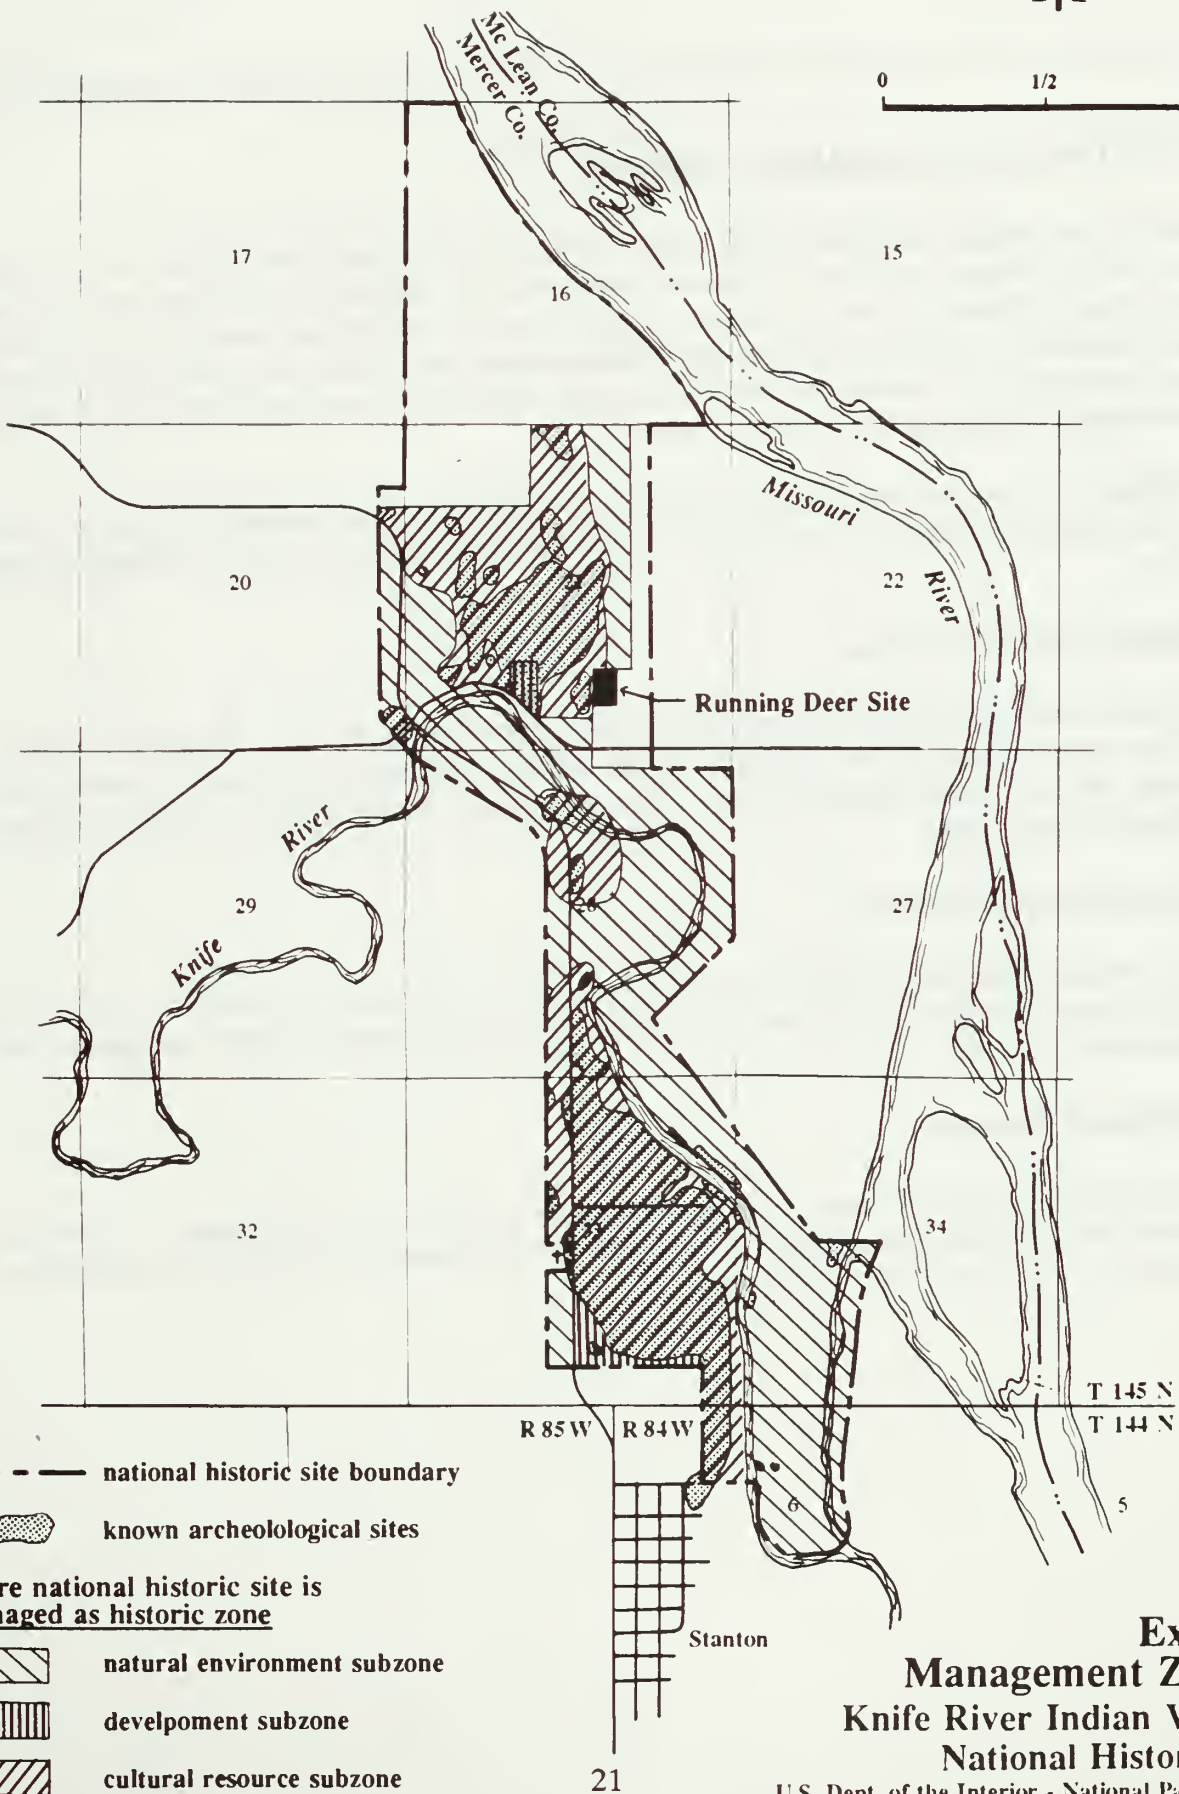 0 1/2
Mc Lean Co.
Mercer Co.
17
16
15
Missouri
River
20
22
Running Deer Site
River
29
Knife
27
32
34
T 145 N
T 144 N
R 85 W R 84 W
national historic site boundary
6
5
known archeolological sites
re national historic site is
naged as historic zone
Stanton
natural environment subzone
develpoment subzone
cultural resource subzone
Ex
Management Z
Knife River Indian V
National Histor
U.S. Dept. of the Interior - National Pa
21